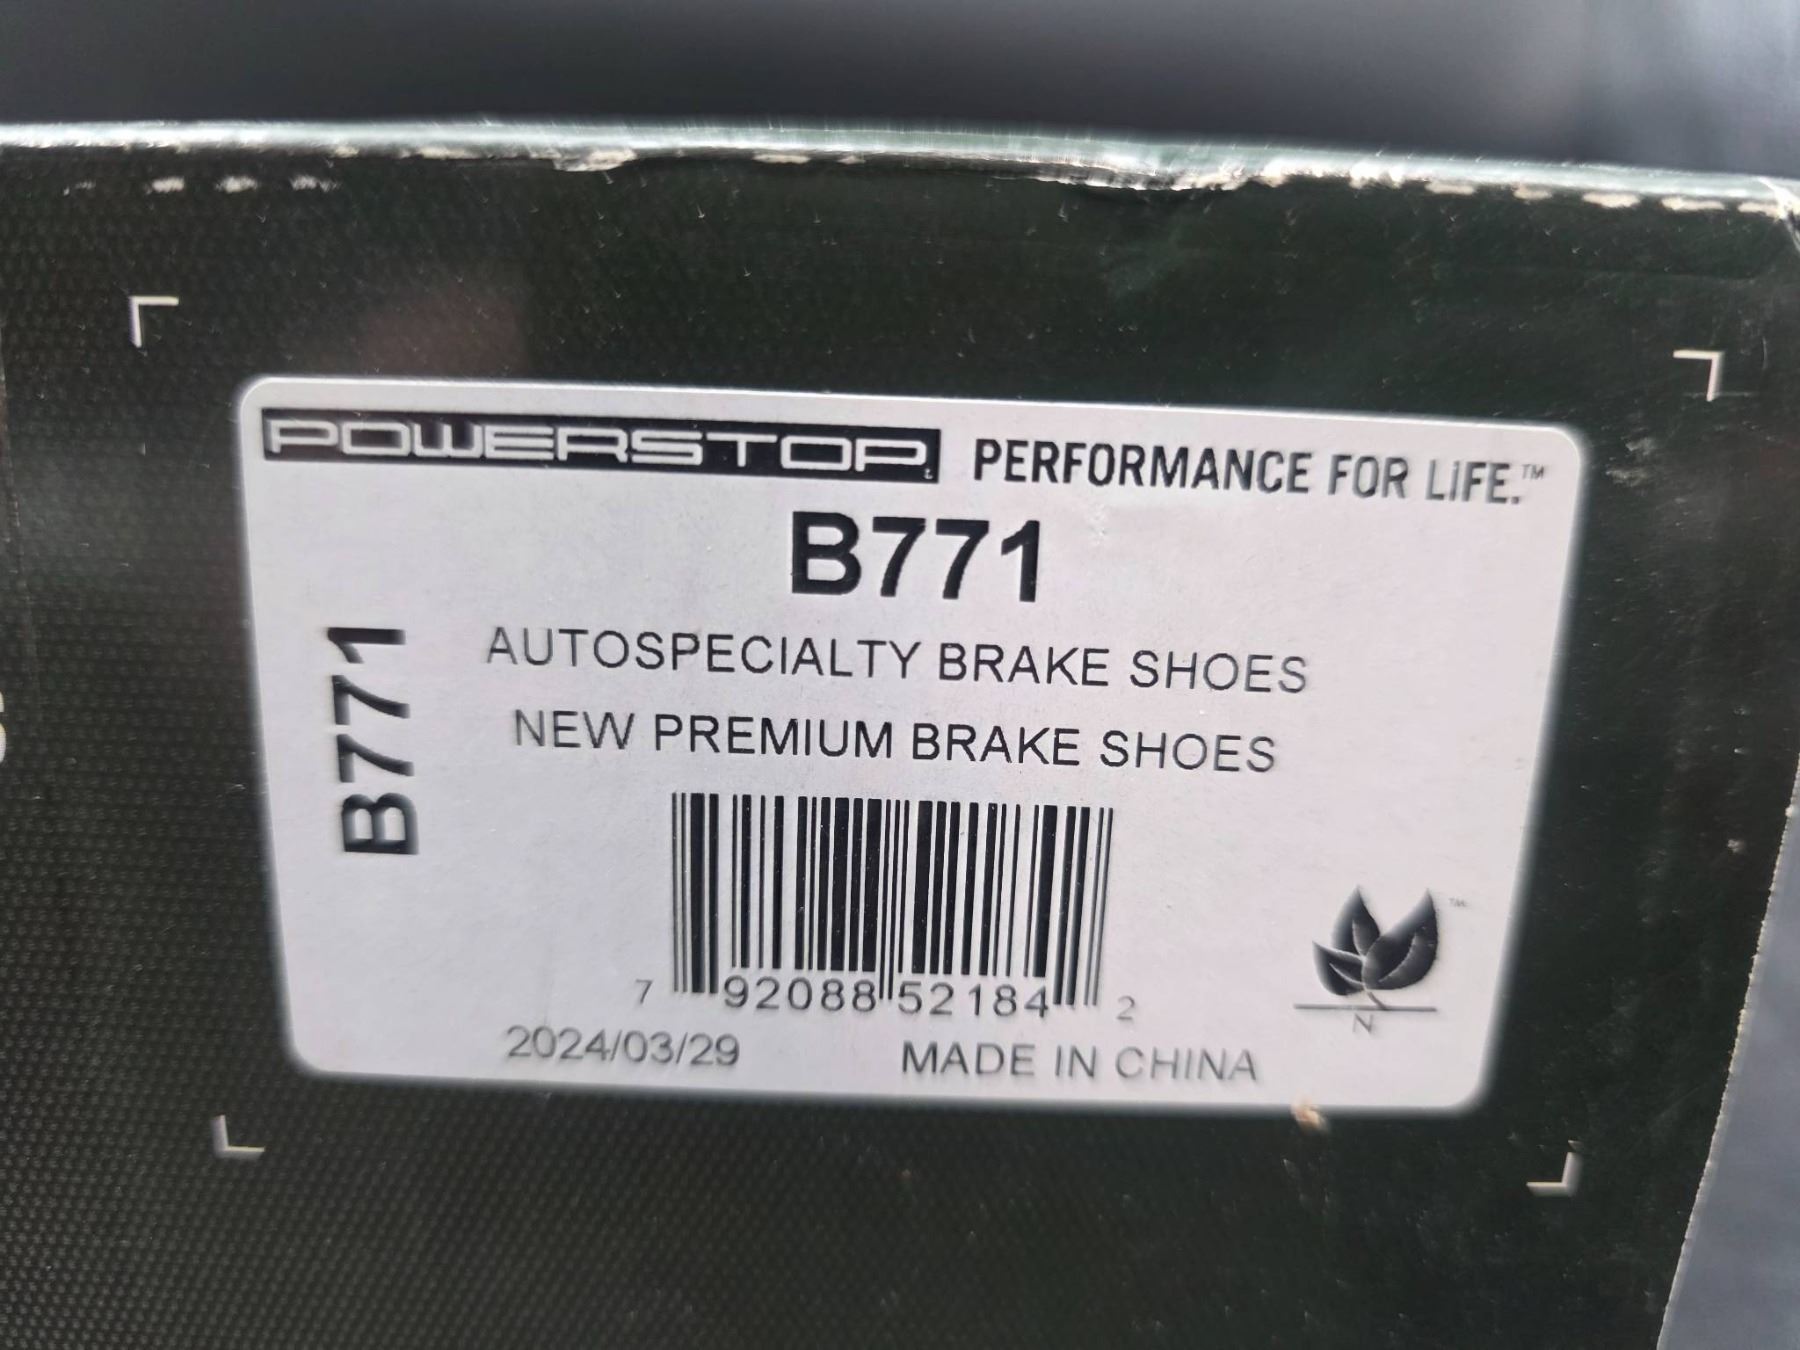 POWERSTOP PERFORMANCE FOR LiFE.™
B771
B771
AUTOSPECIALTY BRAKE SHOES
NEW PREMIUM BRAKE SHOES
7 92088 52184 2
2024/03/29 MADE IN CHINA
TM
N